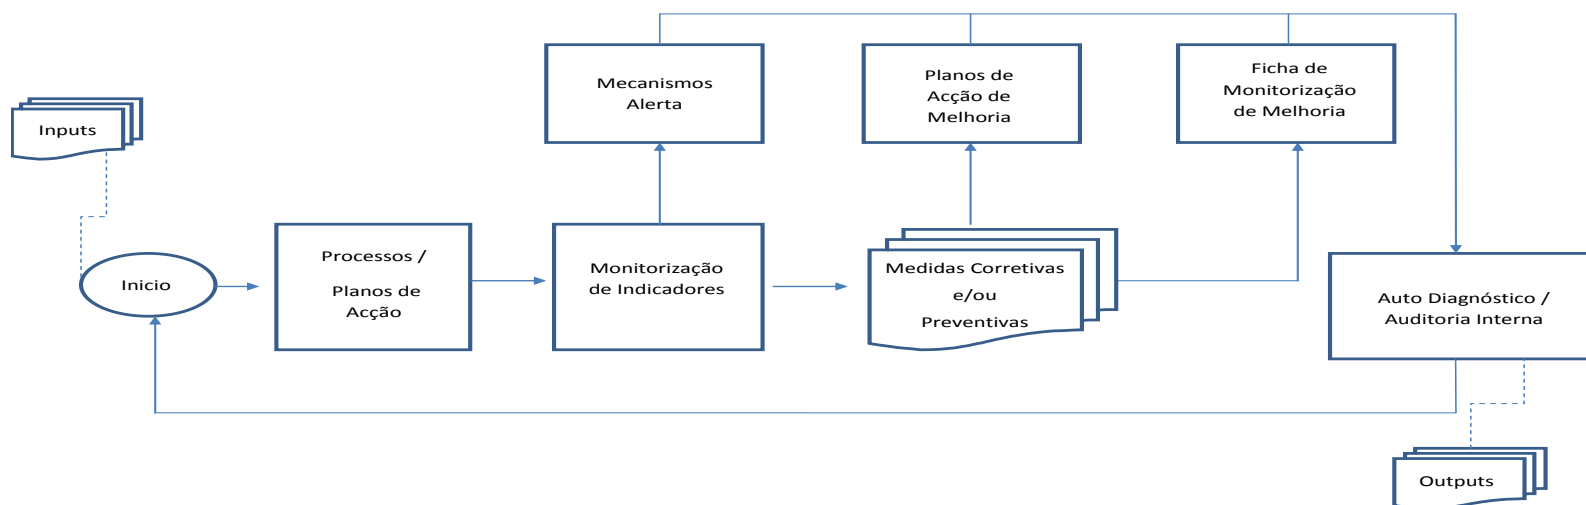 Mecanismos
Alerta
Planos de
Acção de
Melhoria
Ficha de
Monitorização
de Melhoria
Inputs
Inicio
Processos /
Planos de
Acção
Monitorização
de Indicadores
Medidas Corretivas
e/ou
Preventivas
Auto Diagnóstico /
Auditoria Interna
Outputs